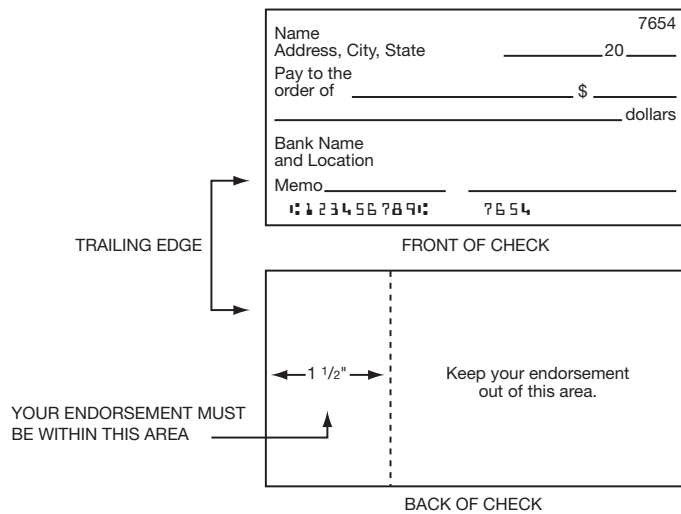 7654
Name
Address, City, State 20
Pay to the
order of $
dollars
Bank Name
and Location
Memo
⑆123456789⑆ 7654
TRAILING EDGE
FRONT OF CHECK
1 1/2"
Keep your endorsement
out of this area.
YOUR ENDORSEMENT MUST
BE WITHIN THIS AREA
BACK OF CHECK